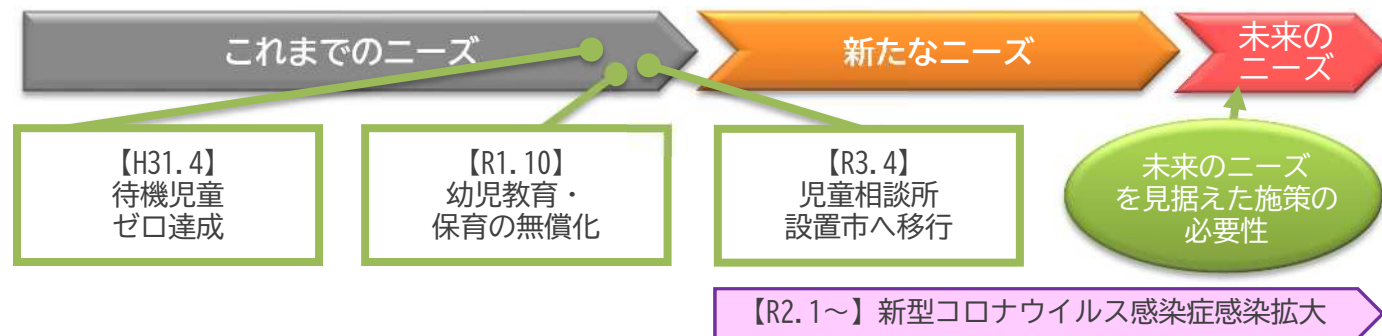 これまでのニーズ
新たなニーズ
未来の
ニーズ
【H31.4】
待機児童
ゼロ達成
【R1.10】
幼児教育・
保育の無償化
【R3.4】
児童相談所
設置市へ移行
未来のニーズ
を見据えた施策の
必要性
【R2.1～】新型コロナウイルス感染症感染拡大